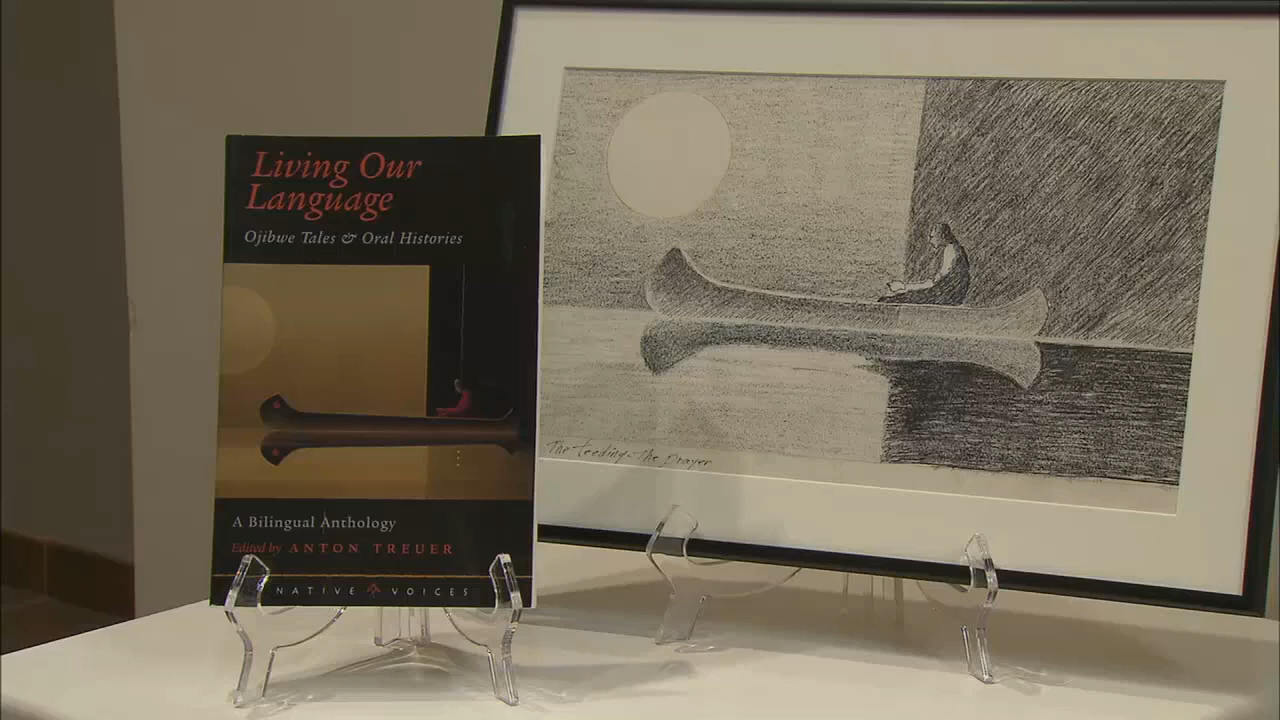 Living Our
Language
Ojibwe Tales & Oral Histories
A Bilingual Anthology
Edited by ANTON TREUER
NATIVE VOICES
The feeding - The Prayer